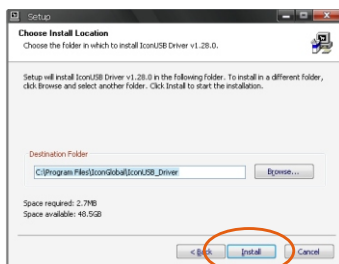 Setup
Choose Install Location
Choose the folder in which to install IconUSB Driver v1.28.0.
Setup will install IconUSB Driver v1.28.0 in the following folder. To install in a different folder,
click Browse and select another folder. Click Install to start the installation.
Destination Folder
C:\Program Files\IconGlobal\IconUSB_Driver
Browse...
Space required: 2.7MB
Space available: 48.5GB
< Back
Install
Cancel